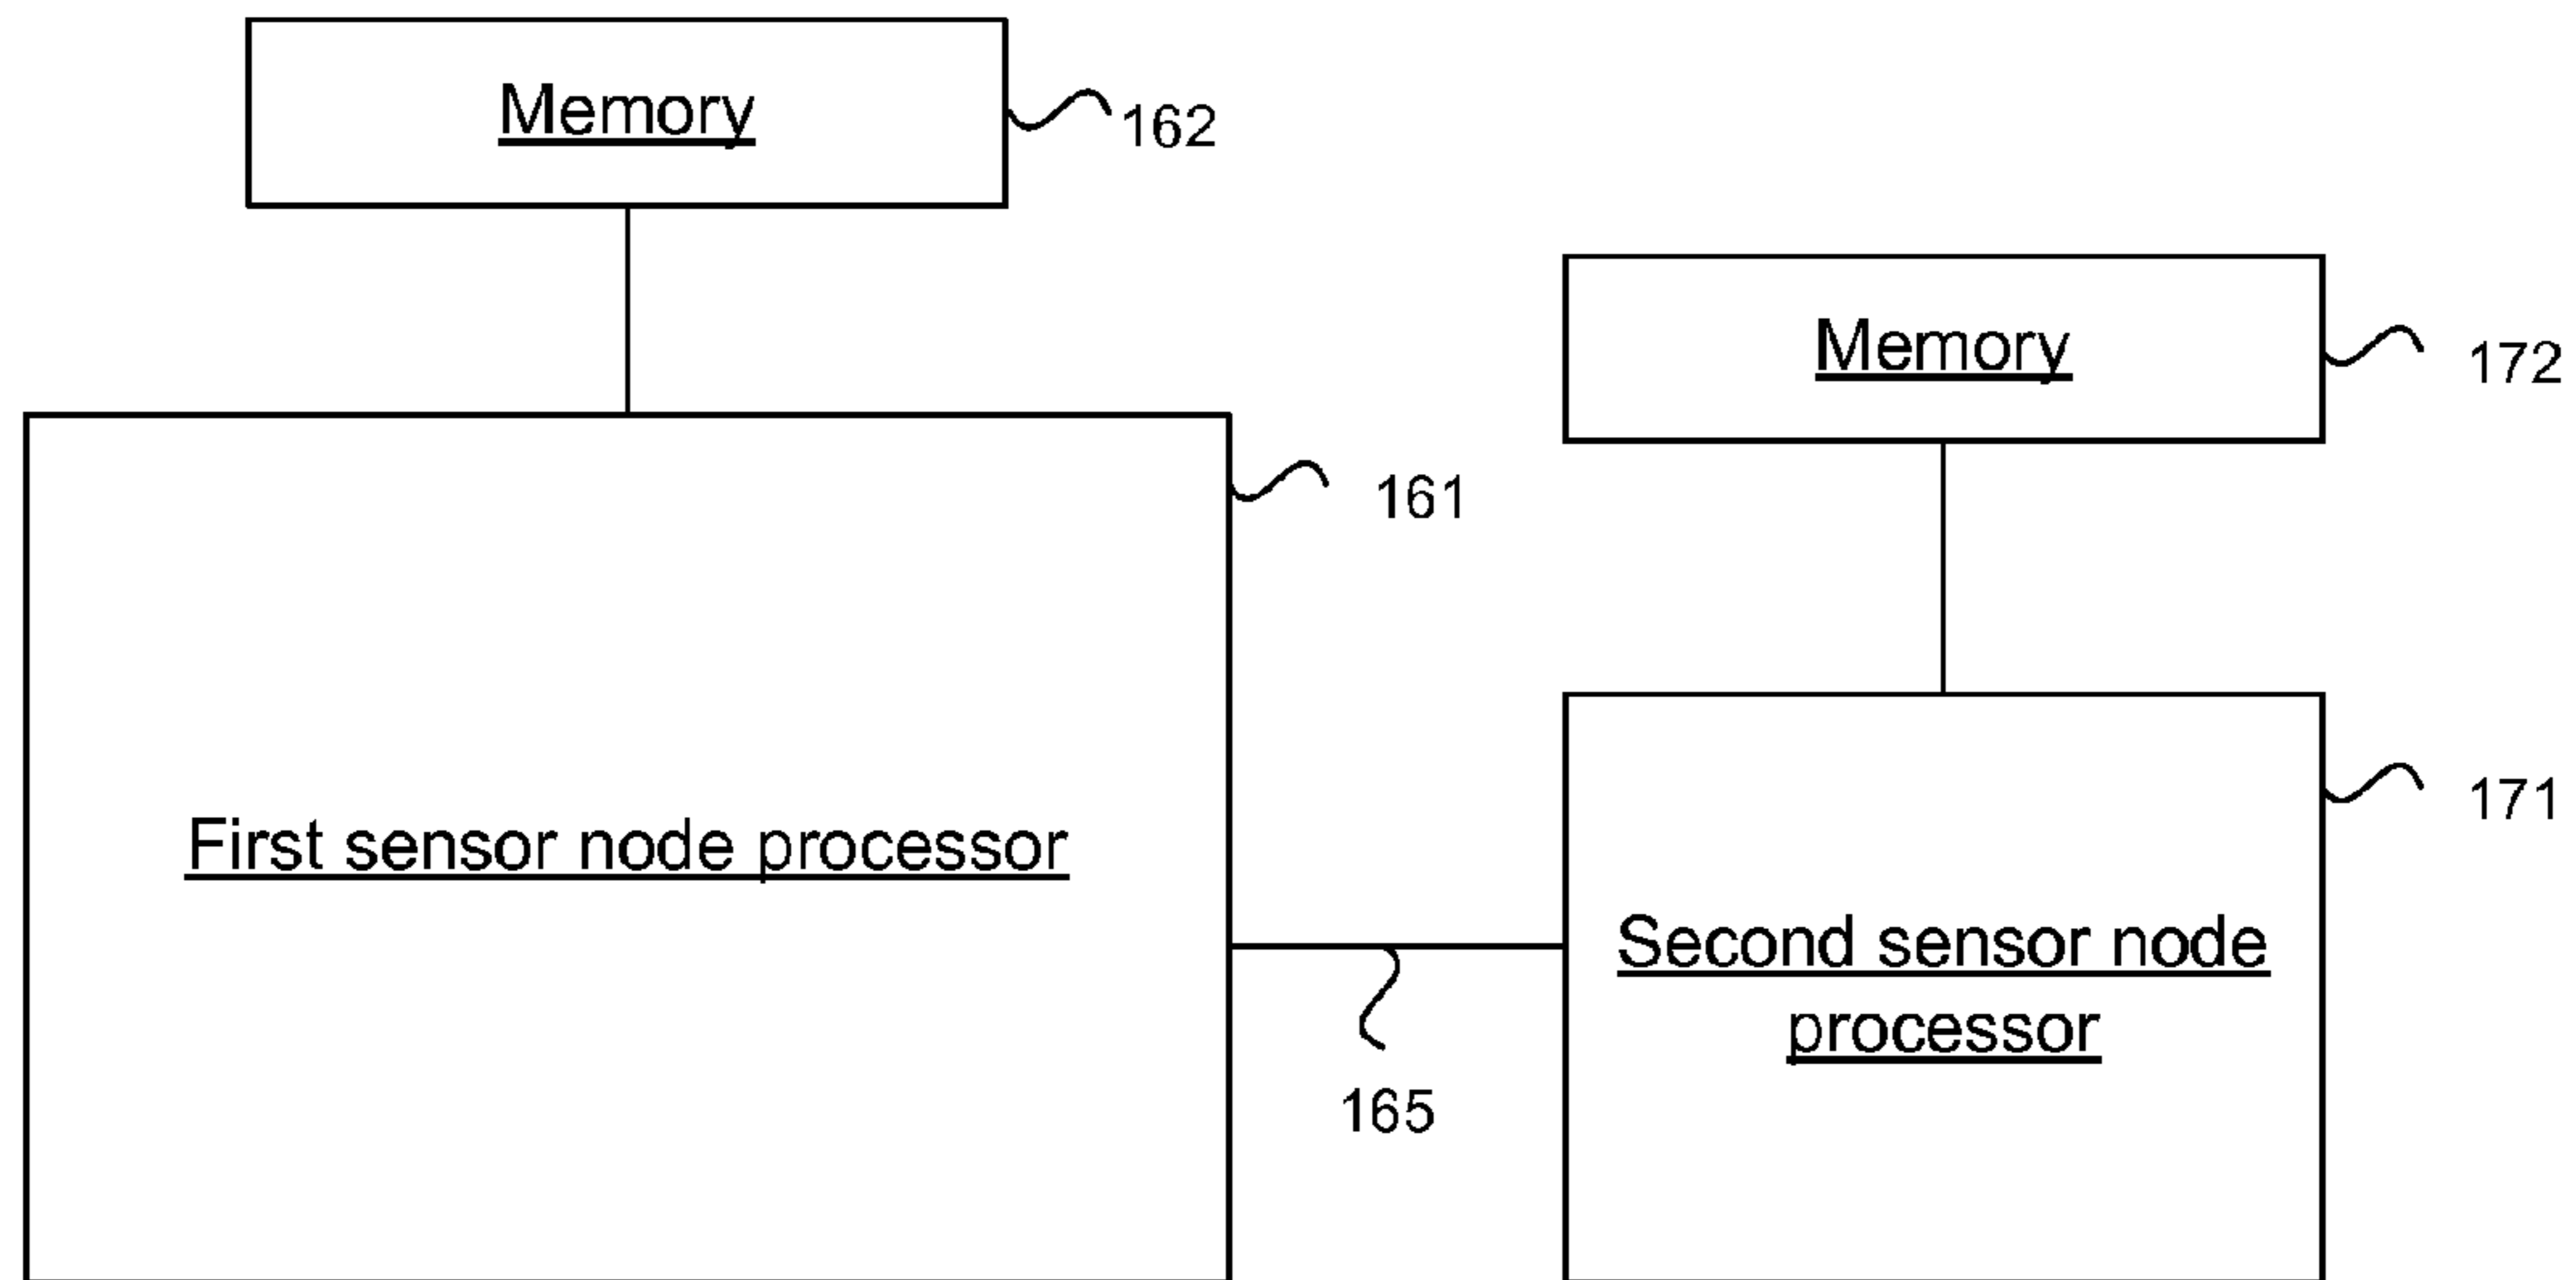 Memory
162
Memory
172
161
171
First sensor node processor
Second sensor node
processor
165